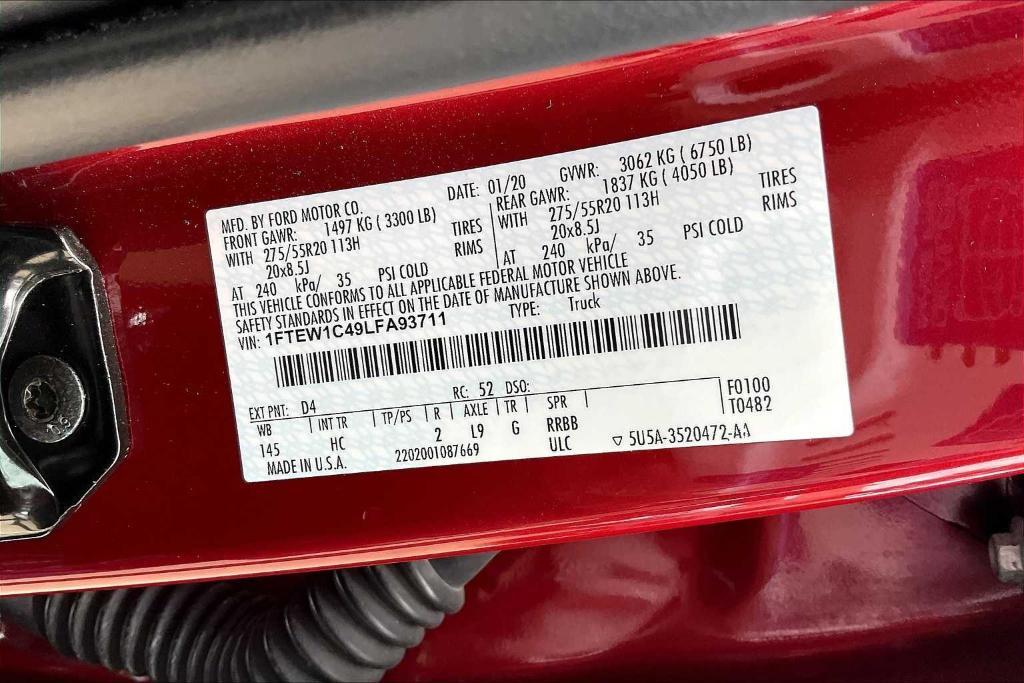 MFD. BY FORD MOTOR CO. DATE: 01/20 GVWR: 3062 KG ( 6750 LB)
FRONT GAWR: 1497 KG ( 3300 LB) REAR GAWR: 1837 KG ( 4050 LB)
WITH 275/55R20 113H TIRES WITH 275/55R20 113H TIRES
20x8.5J RIMS 20x8.5J RIMS
AT 240 kPa/ 35 PSI COLD AT 240 kPa/ 35 PSI COLD
THIS VEHICLE CONFORMS TO ALL APPLICABLE FEDERAL MOTOR VEHICLE
SAFETY STANDARDS IN EFFECT ON THE DATE OF MANUFACTURE SHOWN ABOVE.
VIN: 1FTEW1C49LFA93711 TYPE: Truck
EXT PNT: D4 RC: 52 DSO: F0100
WB INT TR TP/PS R AXLE TR SPR T0482
145 HC 2 L9 G RRBB
MADE IN U.S.A. 2202001087669 ULC ▽ 5U5A-3520472-AA
10.9